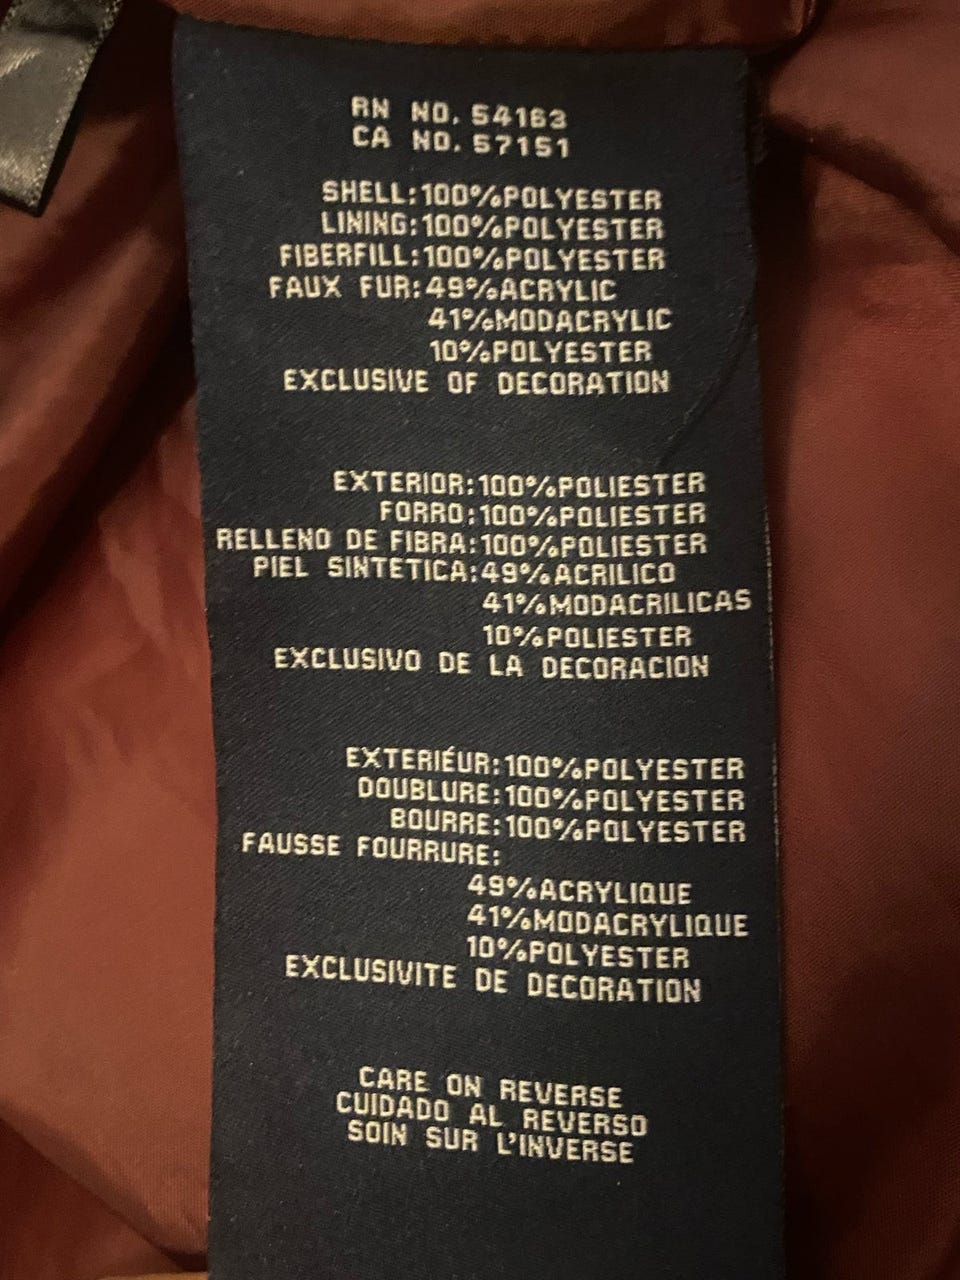 RN NO. 54163
CA NO. 57151
SHELL:100%POLYESTER
LINING:100%POLYESTER
FIBERFILL:100%POLYESTER
FAUX FUR:49%ACRYLIC
41%MODACRYLIC
10%POLYESTER
EXCLUSIVE OF DECORATION
EXTERIOR:100%POLIESTER
FORRO:100%POLIESTER
RELLENO DE FIBRA:100%POLIESTER
PIEL SINTETICA:49%ACRILICO
41%MODACRILICAS
10%POLIESTER
EXCLUSIVO DE LA DECORACION
EXTERIÉUR:100%POLYESTER
DOUBLURE:100%POLYESTER
BOURRE:100%POLYESTER
FAUSSE FOURRURE:
49%ACRYLIQUE
41%MODACRYLIQUE
10%POLYESTER
EXCLUSIVITE DE DECORATION
CARE ON REVERSE
CUIDADO AL REVERSO
SOIN SUR L'INVERSE